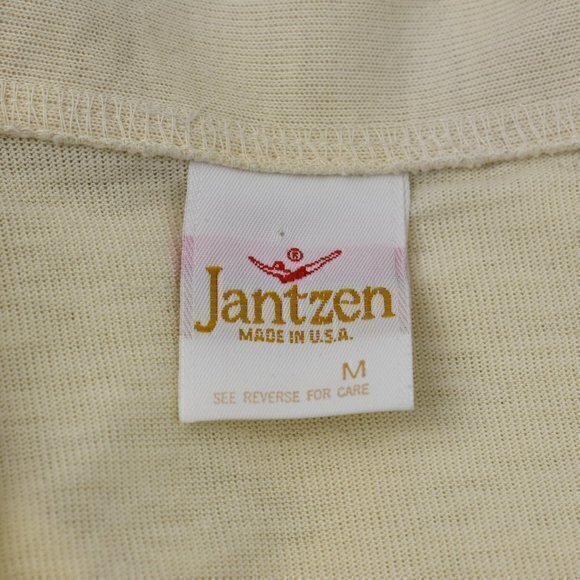 ®
Jantzen
MADE IN U.S.A.
M
SEE REVERSE FOR CARE